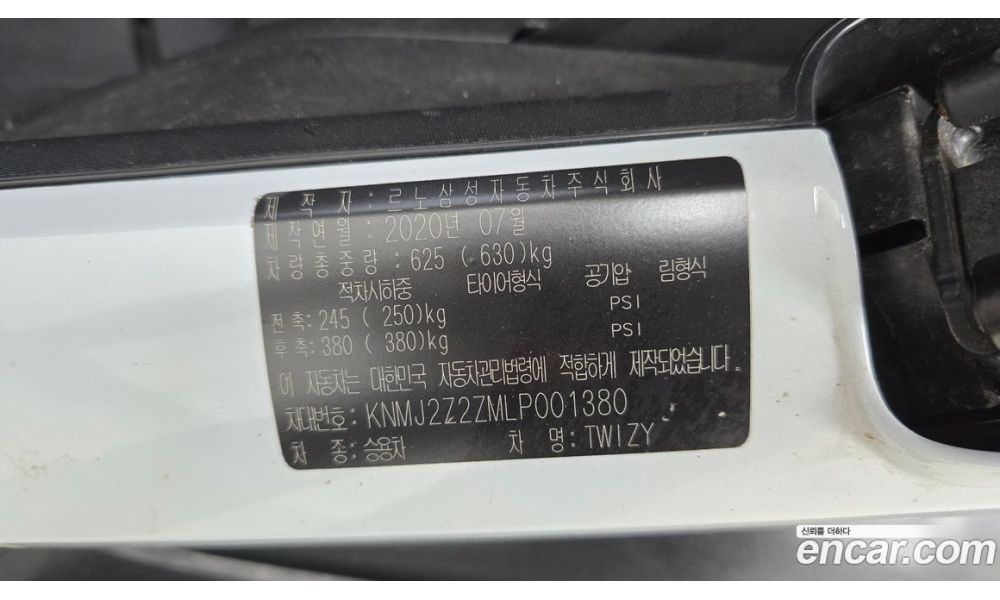 제 작 자 : 르노삼성자동차주식회사
제작연월 : 2020년 07월
차량총중량 : 625 ( 630)kg
적차시하중 타이어형식 공기압 림형식
전축: 245 ( 250)kg PSI
후축: 380 ( 380)kg PSI
이 자동차는 대한민국 자동차관리법령에 적합하게 제작되었습니다.
차대번호: KNMJ2Z2ZMLP001380
차 종: 승용차 차 명: TWIZY
신뢰를 더하다
encar.com